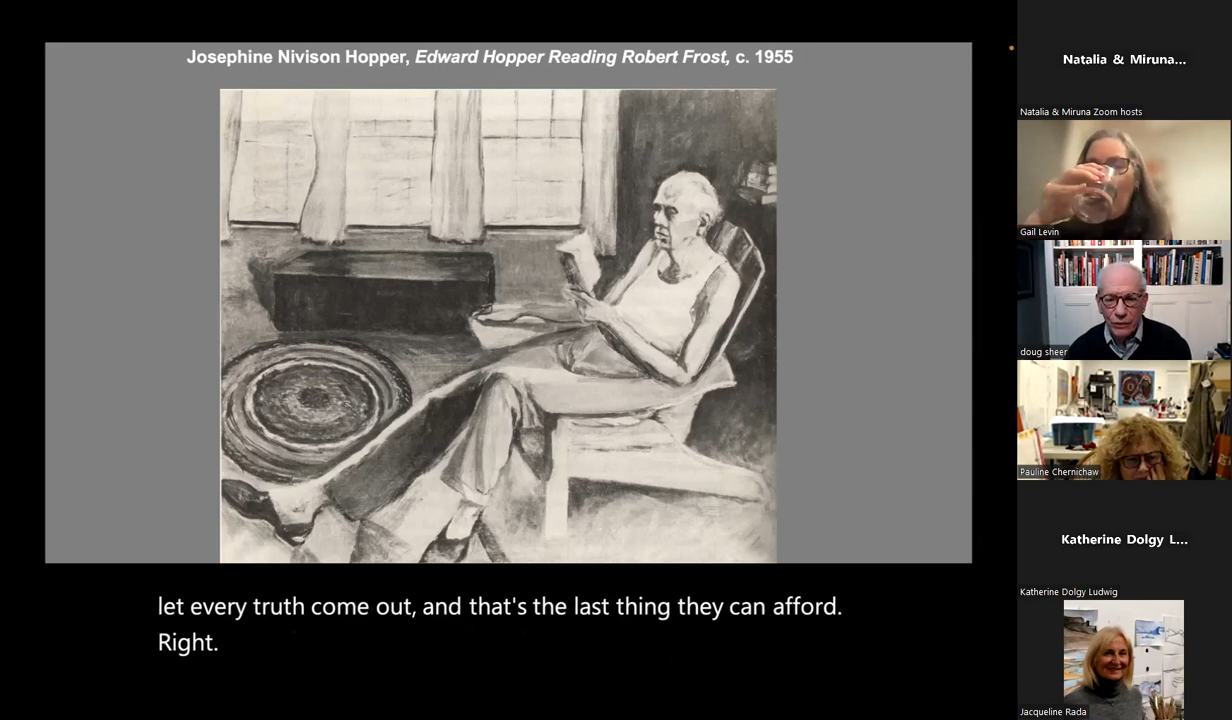 Josephine Nivison Hopper, Edward Hopper Reading Robert Frost, c. 1955
let every truth come out, and that's the last thing they can afford.
Right.
Natalia & Miruna...
Natalia & Miruna Zoom hosts
Gail Levin
doug sheer
Pauline Chernichaw
Katherine Dolgy L...
Katherine Dolgy Ludwig
Jacqueline Rada